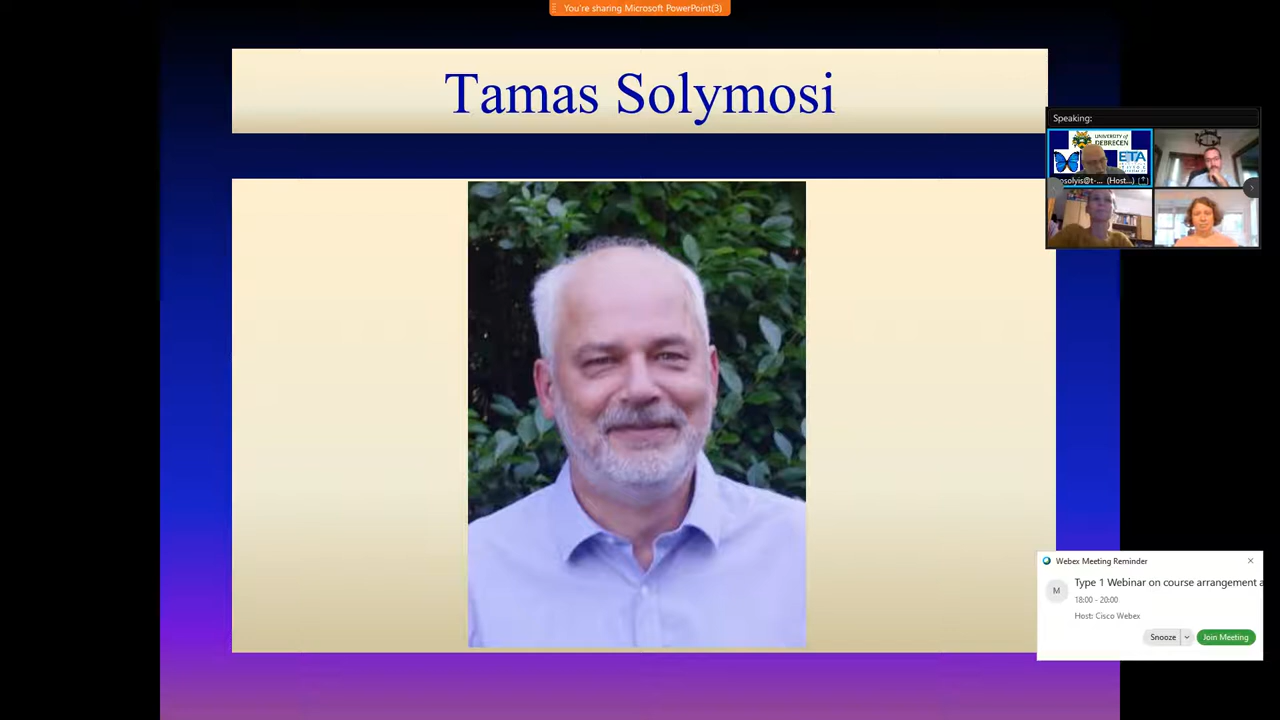 You're sharing Microsoft PowerPoint(3)
Tamas Solymosi
Speaking:
UNIVERSITY of
DEBRECEN
ETA
(Host...)
Webex Meeting Reminder
M
Type 1 Webinar on course arrangement a
18:00 - 20:00
Host: Cisco Webex
Snooze
Join Meeting